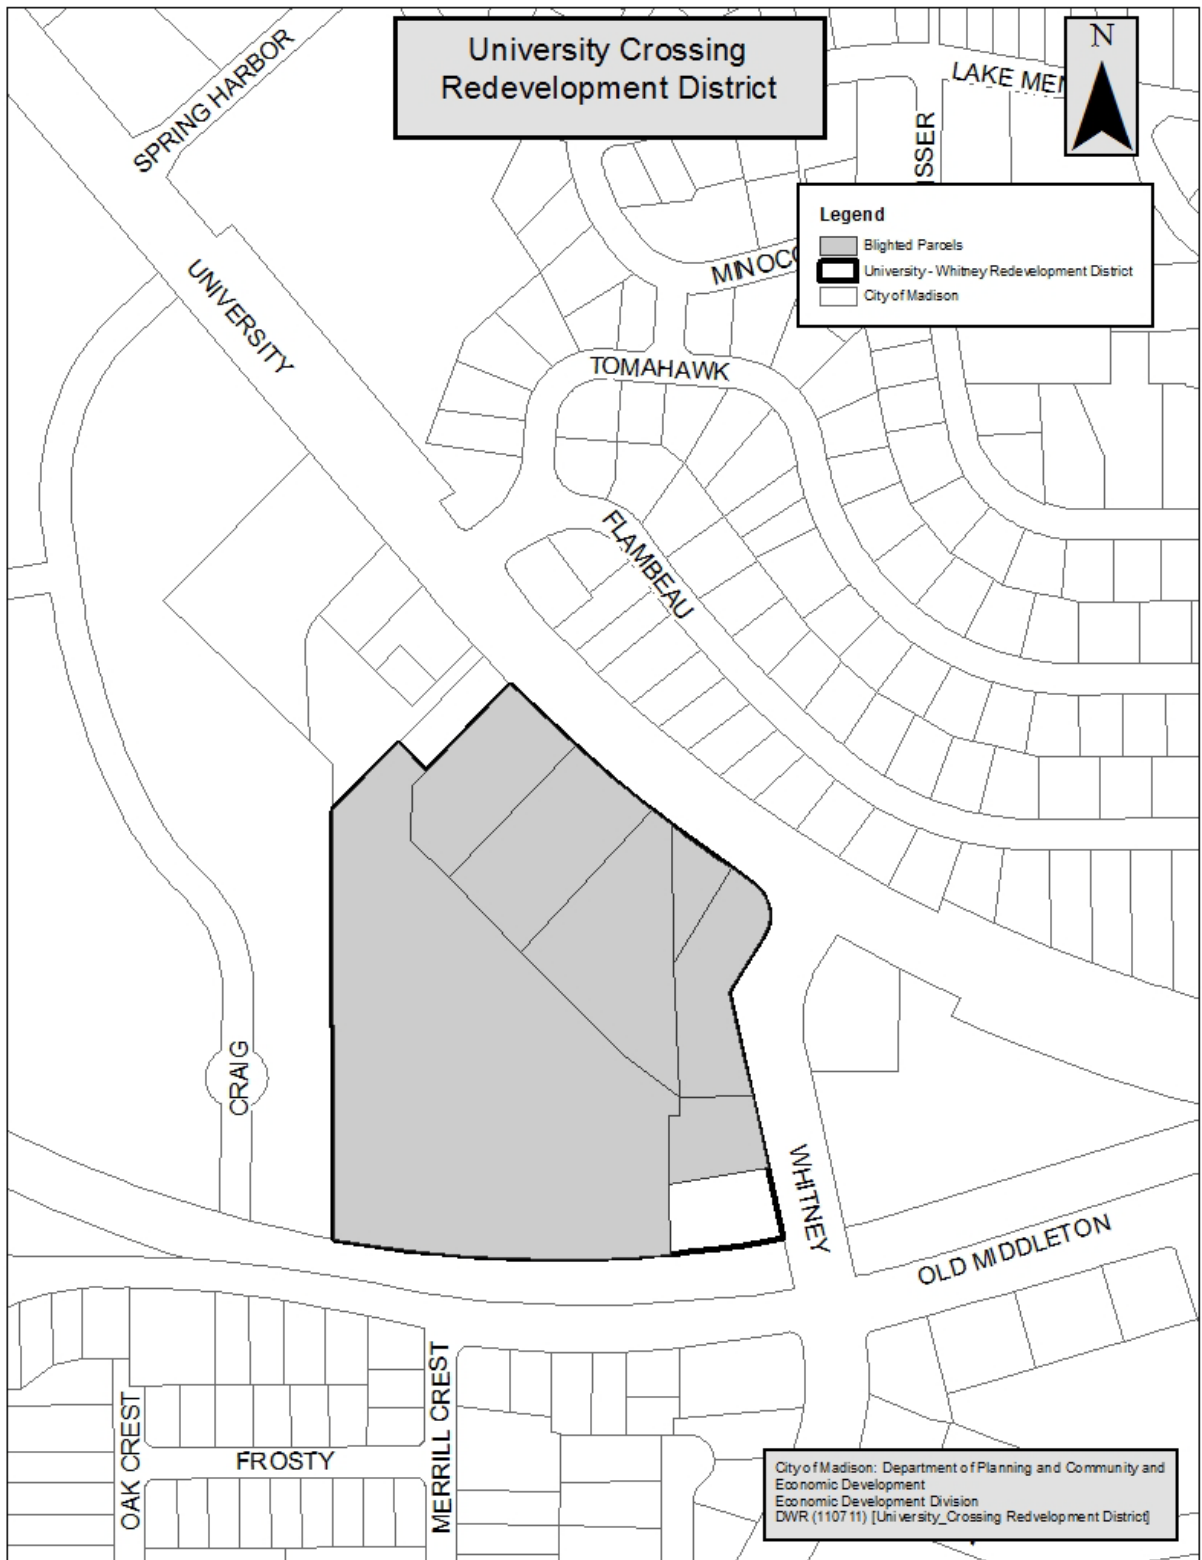 University Crossing
Redevelopment District
N
SPRING HARBOR
LAKE MEN
ISSER
Legend
Blighted Parcels
University - Whitney Redevelopment District
City of Madison
MINOCO
UNIVERSITY
TOMAHAWK
FLAMBEAU
CRAIG
WHITNEY
OLD MIDDLETON
OAK CREST
MERRILL CREST
FROSTY
City of Madison: Department of Planning and Community and
Economic Development
Economic Development Division
DWR (110711) [University_Crossing Redvelopment District]